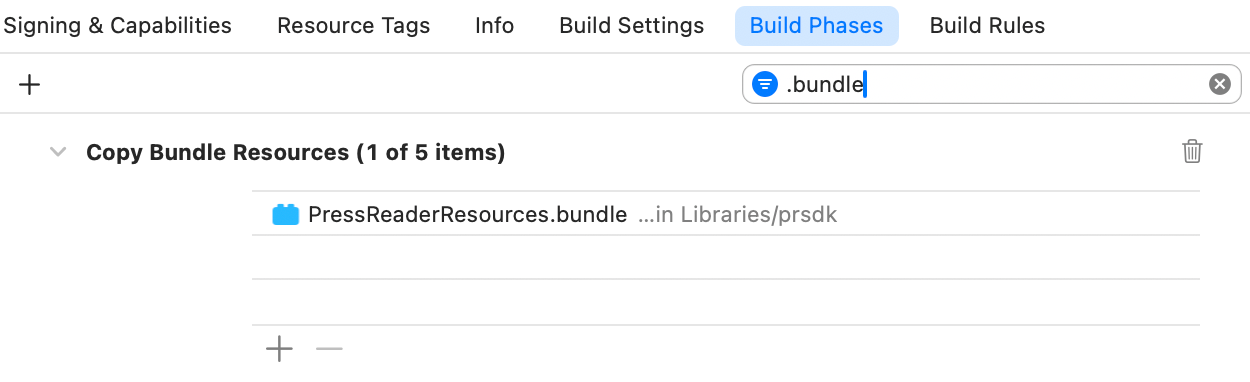 Signing & Capabilities Resource Tags Info Build Settings Build Phases Build Rules
.bundle
Copy Bundle Resources (1 of 5 items)
PressReaderResources.bundle ...in Libraries/prsdk